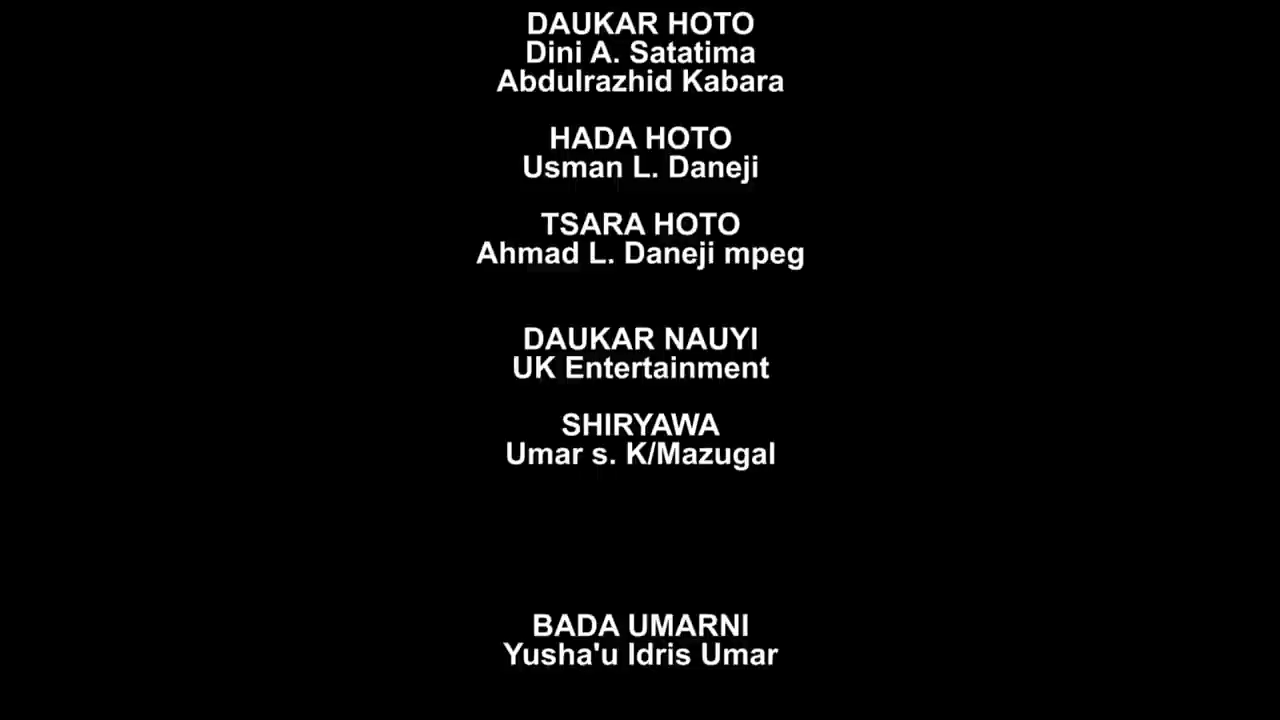 DAUKAR HOTO
Dini A. Satatima
Abdulrazhid Kabara
HADA HOTO
Usman L. Daneji
TSARA HOTO
Ahmad L. Daneji mpeg
DAUKAR NAUYI
UK Entertainment
SHIRYAWA
Umar s. K/Mazugal
BADA UMARNI
Yusha'u Idris Umar